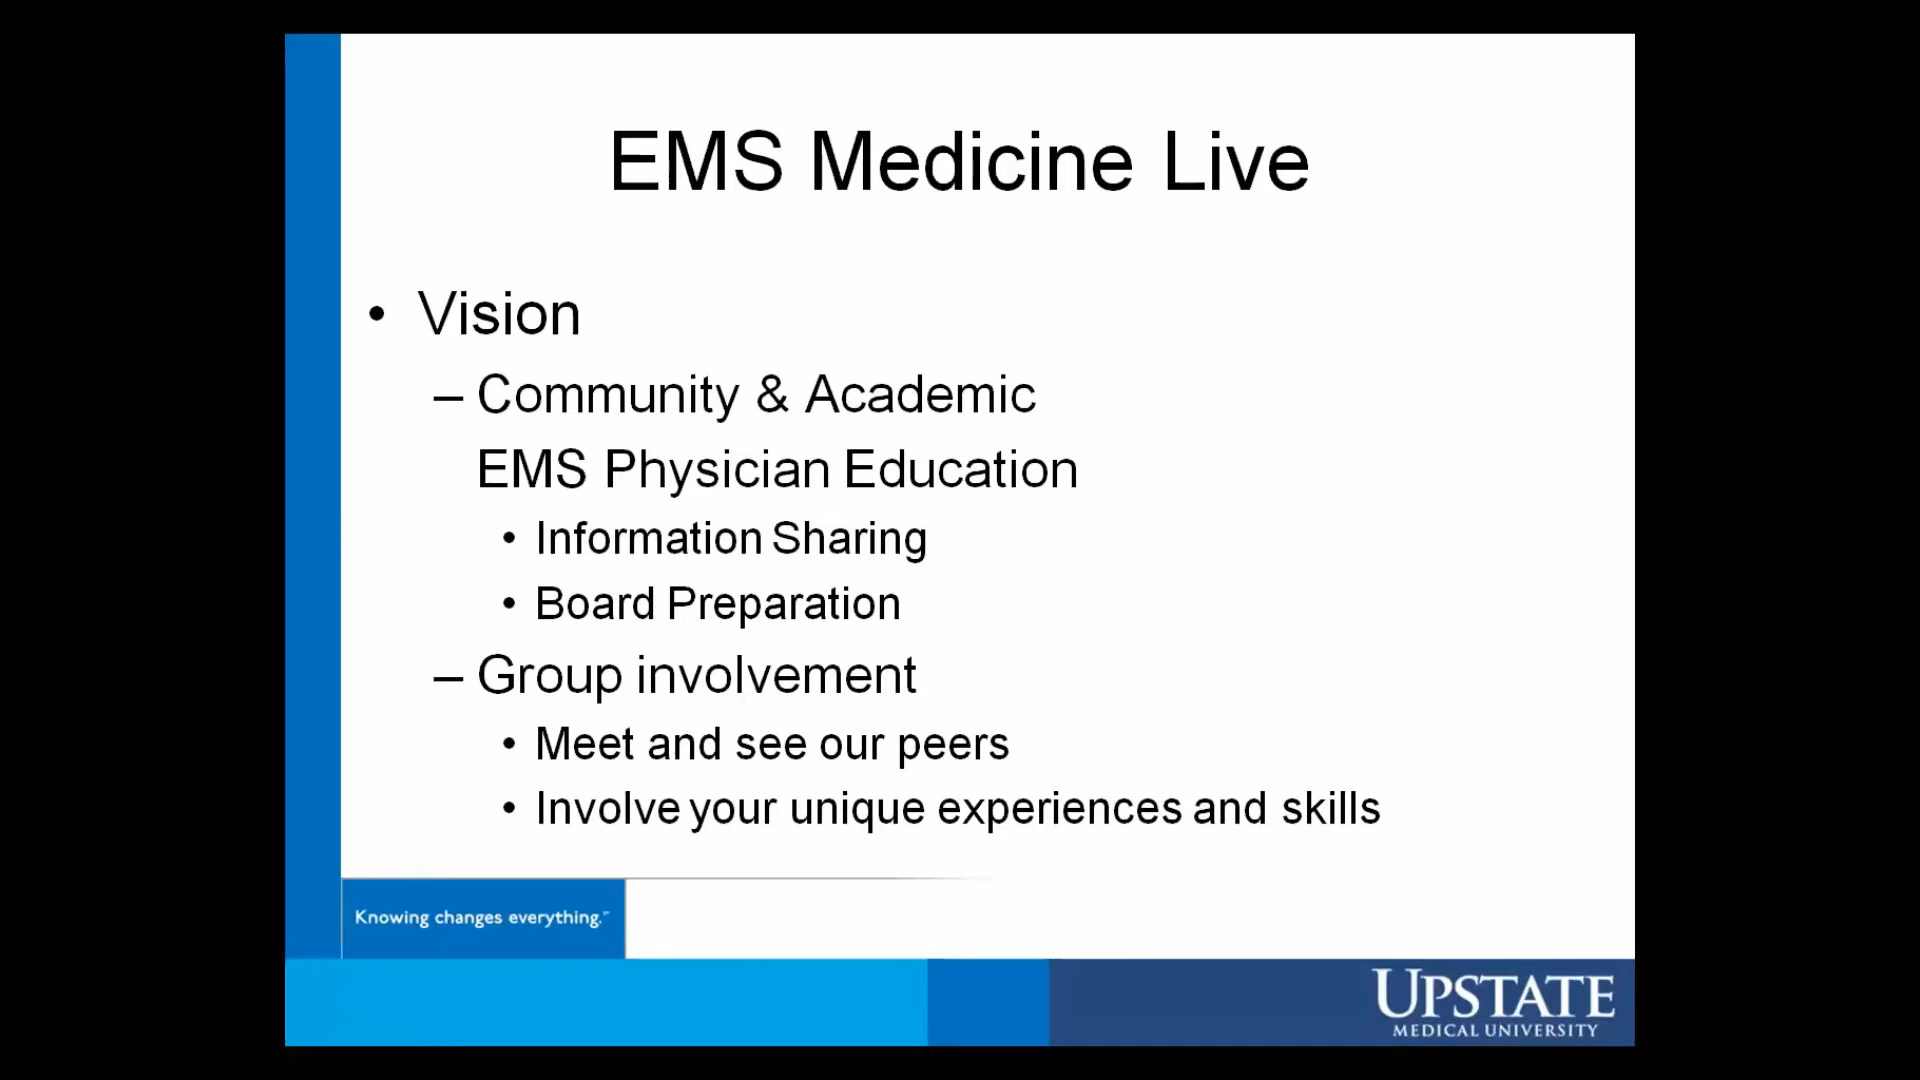 EMS Medicine Live
• Vision
– Community & Academic
EMS Physician Education
• Information Sharing
• Board Preparation
– Group involvement
• Meet and see our peers
• Involve your unique experiences and skills
Knowing changes everything.™
UPSTATE
MEDICAL UNIVERSITY